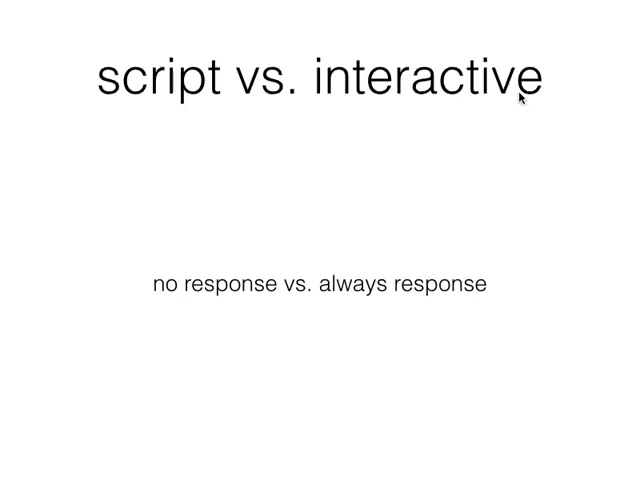 script vs. interactive
no response vs. always response